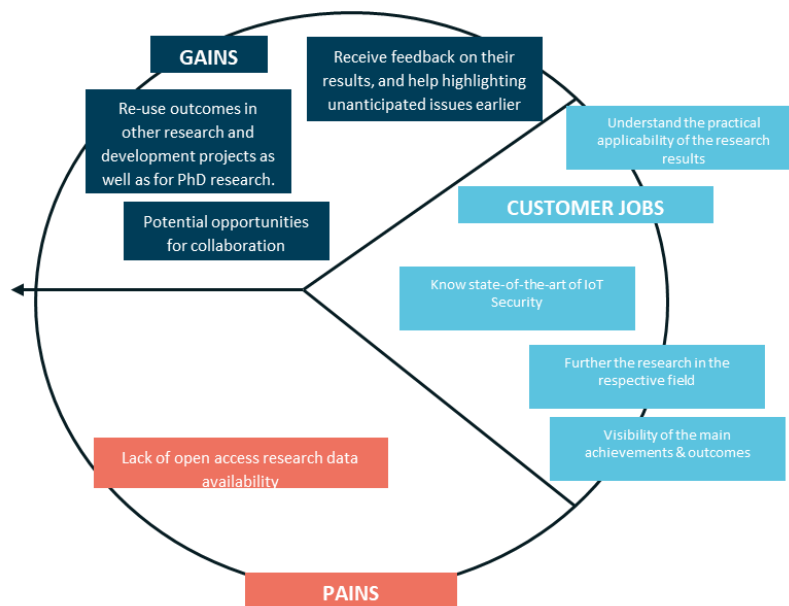 GAINS
Receive feedback on their
results, and help highlighting
unanticipated issues earlier
Re-use outcomes in
other research and
development projects as
well as for PhD research.
Potential opportunities
for collaboration
Understand the practical
applicability of the research
results
CUSTOMER JOBS
Know state-of-the-art of IoT
Security
Further the research in the
respective field
Visibility of the main
achievements & outcomes
Lack of open access research data
availability
PAINS